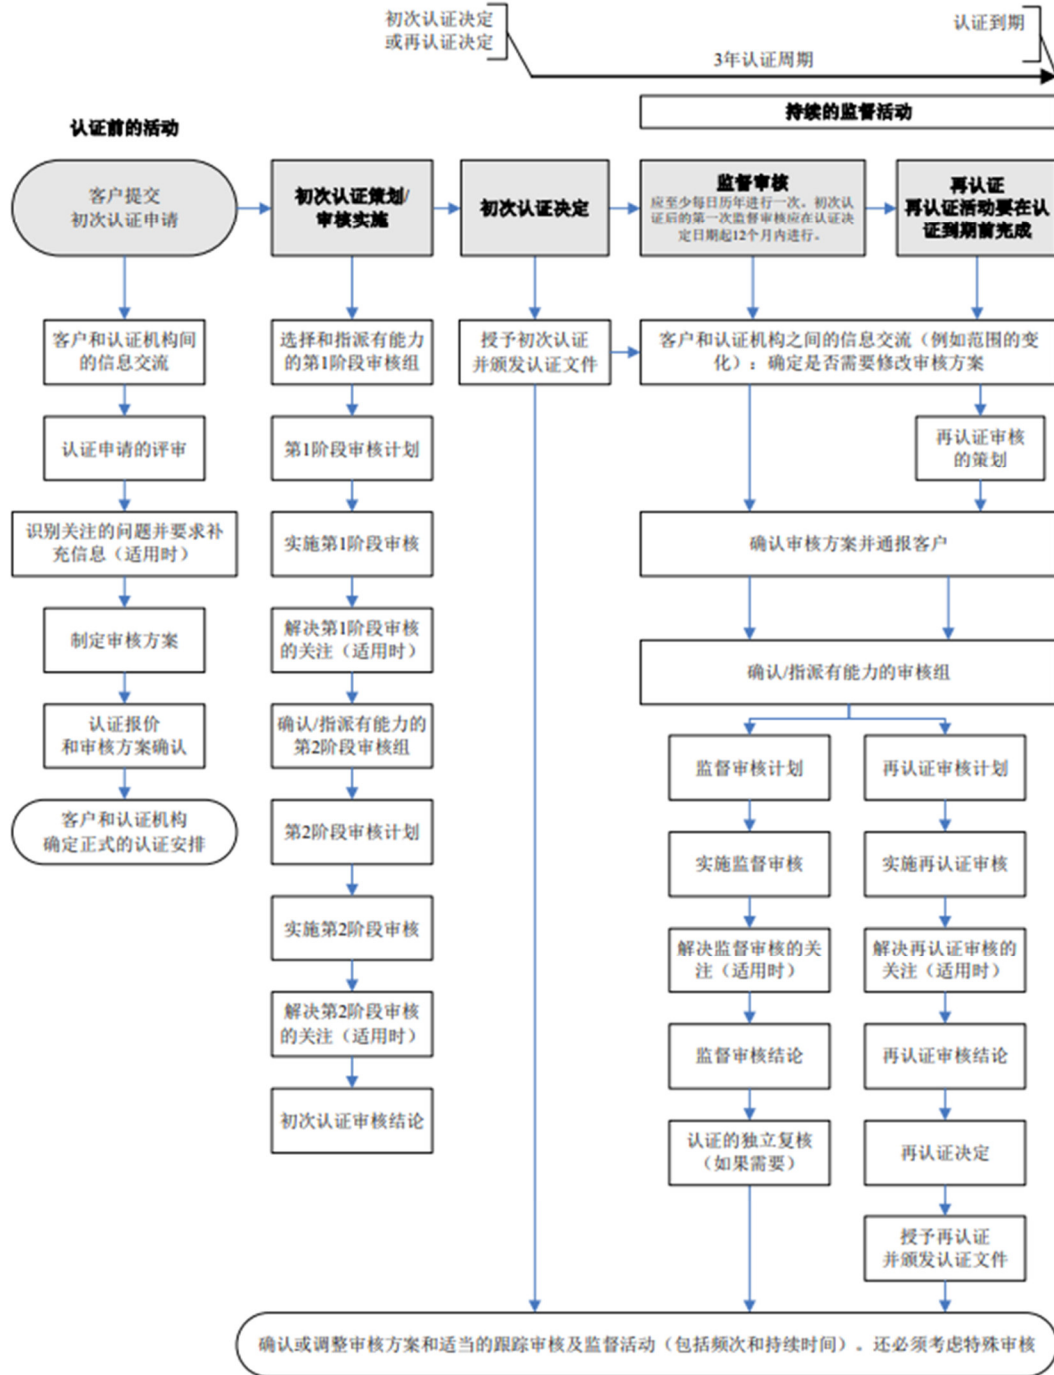 初次认证决定
或再认证决定
认证到期
3年认证周期
持续的监督活动
认证前的活动
客户提交
初次认证申请
初次认证策划/
审核实施
初次认证决定
监督审核
应至少每日历年进行一次。初次认
证后的第一次监督审核应在认证决
定日期起12个月内进行。
再认证
再认证活动要在认
证到期前完成
客户和认证机构间
的信息交流
选择和指派有能力
的第1阶段审核组
授予初次认证
并颁发认证文件
客户和认证机构之间的信息交流（例如范围的变
化）：确定是否需要修改审核方案
认证申请的评审
第1阶段审核计划
再认证审核
的策划
识别关注的问题并要求补
充信息（适用时）
实施第1阶段审核
确认审核方案并通报客户
制定审核方案
解决第1阶段审核
的关注（适用时）
确认/指派有能力的审核组
认证报价
和审核方案确认
确认/指派有能力的
第2阶段审核组
监督审核计划
再认证审核计划
客户和认证机构
确定正式的认证安排
第2阶段审核计划
实施监督审核
实施再认证审核
实施第2阶段审核
解决监督审核的关
注（适用时）
解决再认证审核的
关注（适用时）
解决第2阶段审核
的关注（适用时）
监督审核结论
再认证审核结论
初次认证审核结论
认证的独立复核
（如果需要）
再认证决定
授予再认证
并颁发认证文件
确认或调整审核方案和适当的跟踪审核及监督活动（包括频次和持续时间）。还必须考虑特殊审核